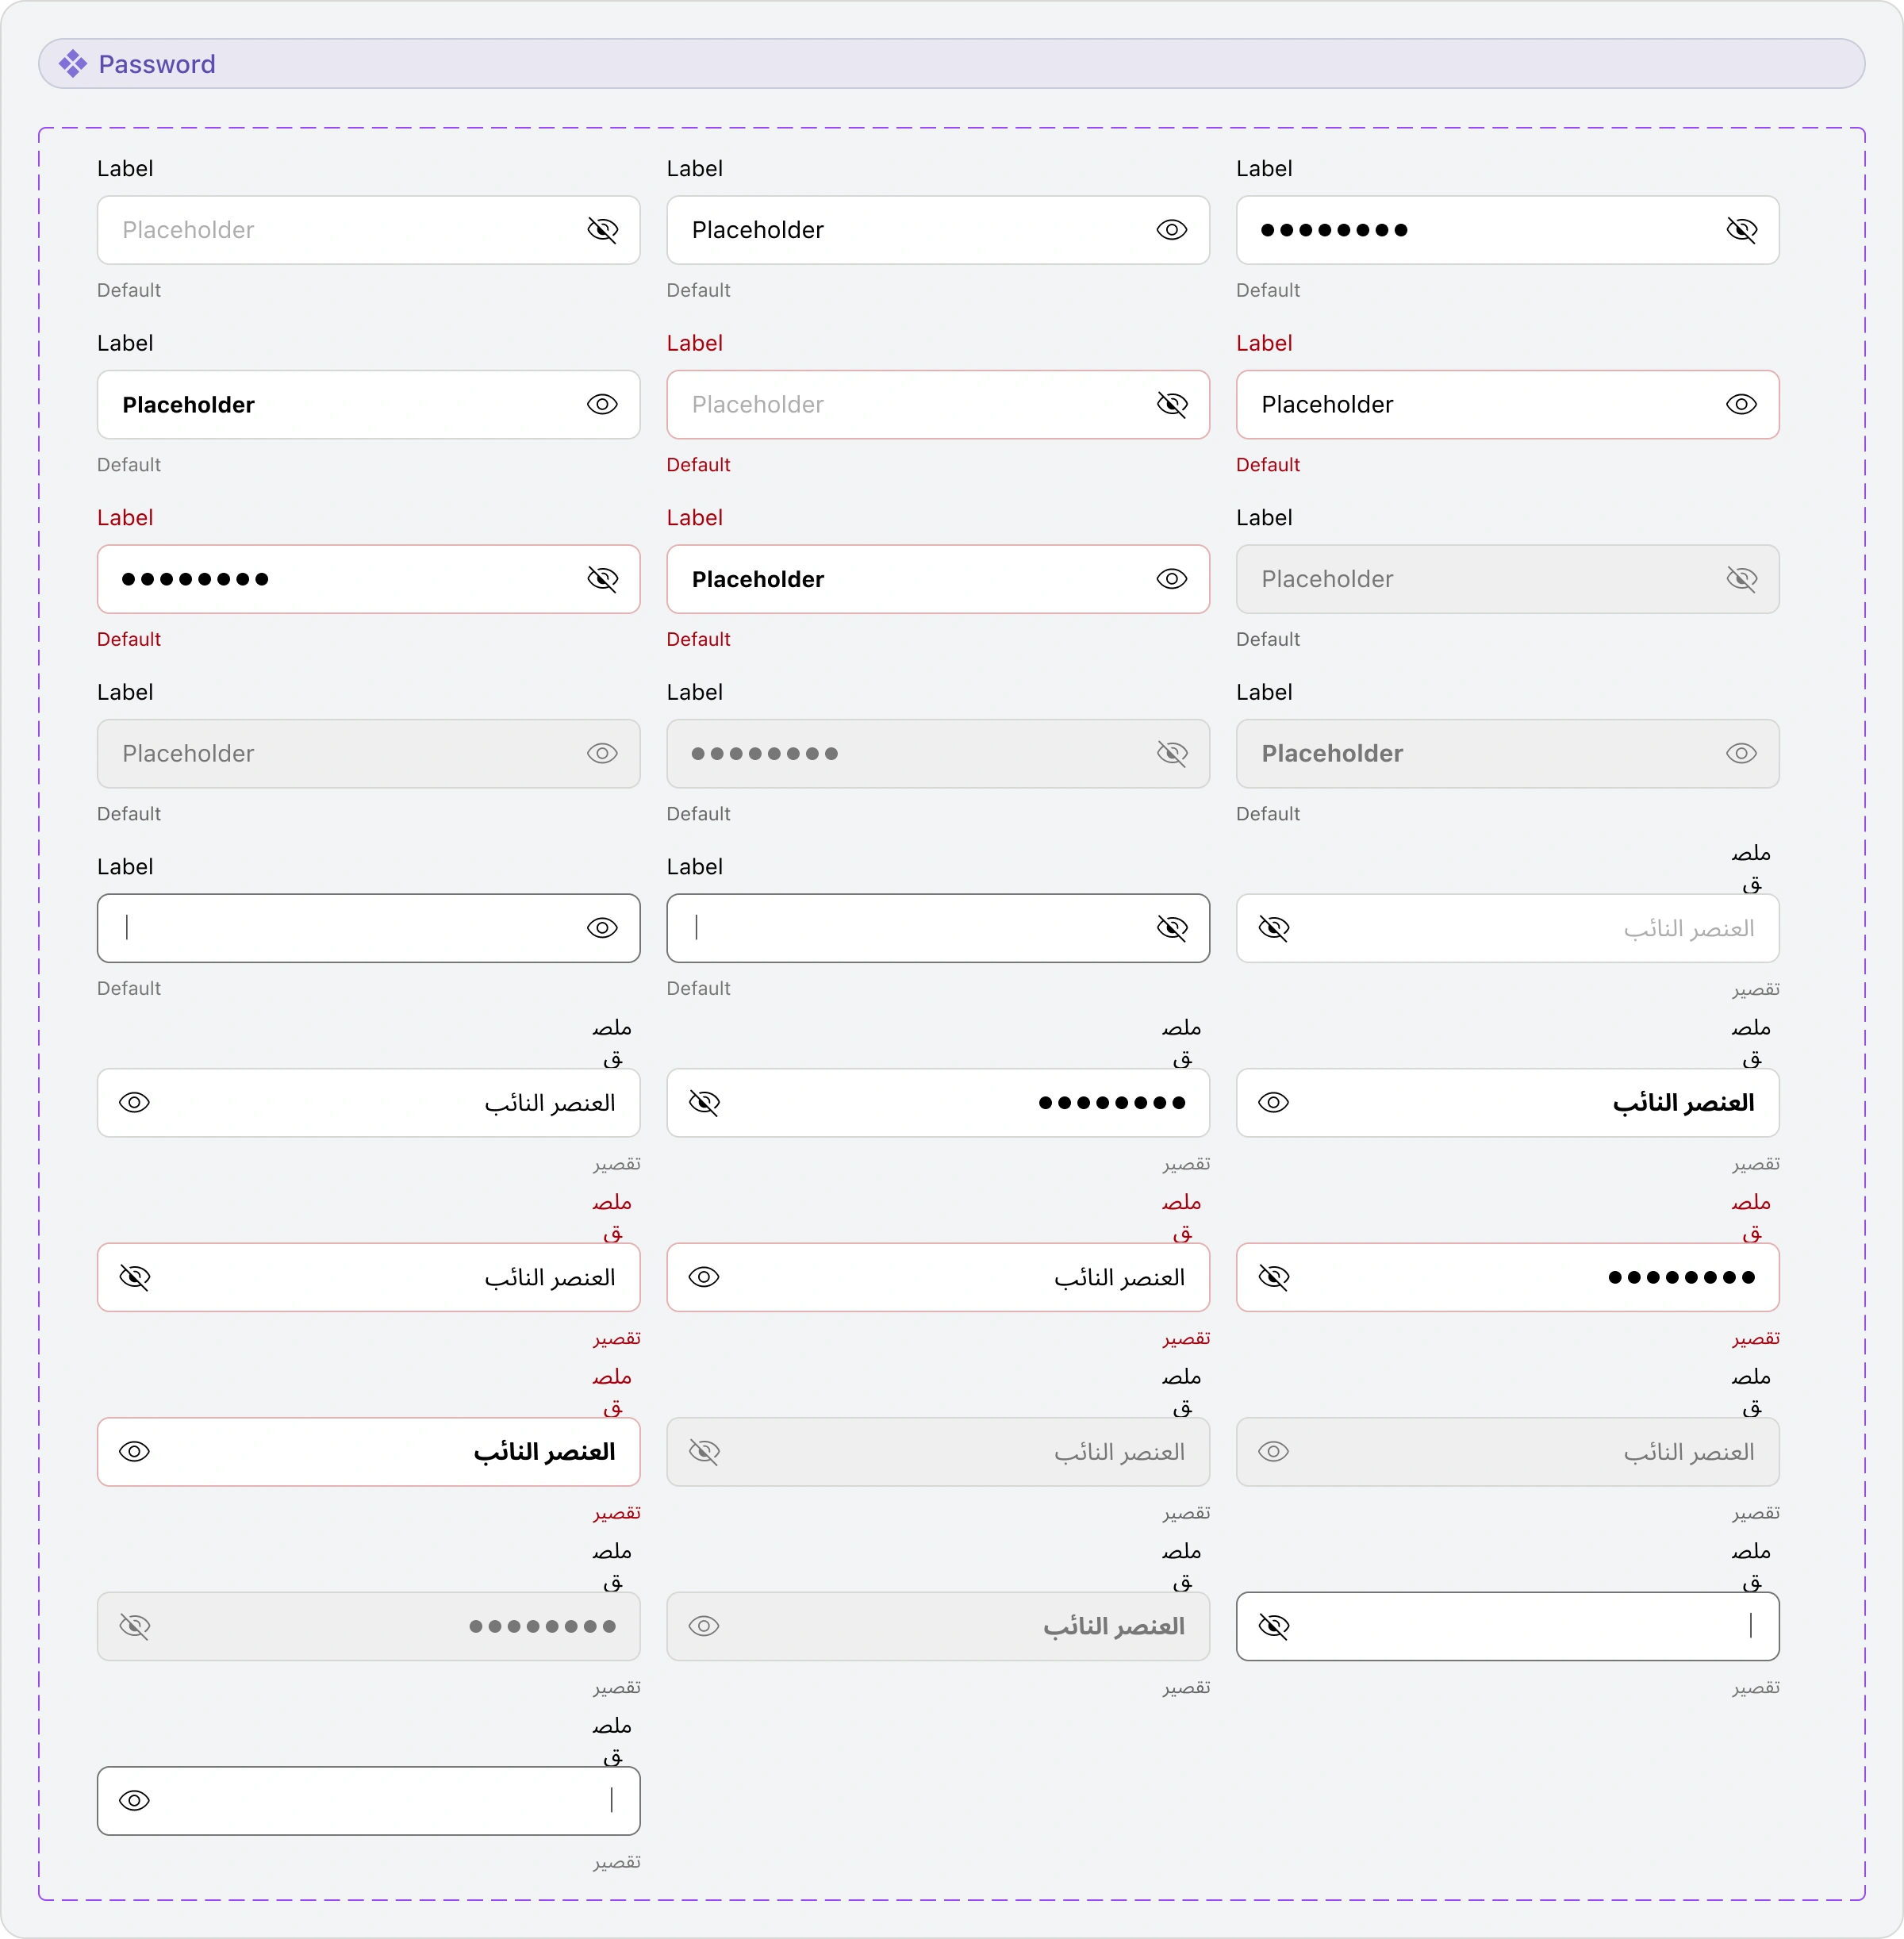 Password
Label
Placeholder
Default
Label
Placeholder
Default
Label
••••••••
Default
Label
Placeholder
Default
Label
Placeholder
Default
Label
Placeholder
Default
Label
••••••••
Default
Label
Placeholder
Default
Label
Placeholder
Default
Label
Placeholder
Default
Label
••••••••
Default
Label
Placeholder
Default
Label
Default
Label
Default
ملص
ق
العنصر النائب
تقصير
ملص
ق
العنصر النائب
تقصير
ملص
ق
••••••••
تقصير
ملص
ق
العنصر النائب
تقصير
ملص
ق
العنصر النائب
تقصير
ملص
ق
العنصر النائب
تقصير
ملص
ق
••••••••
تقصير
ملص
ق
العنصر النائب
تقصير
ملص
ق
العنصر النائب
تقصير
ملص
ق
العنصر النائب
تقصير
ملص
ق
••••••••
تقصير
ملص
ق
العنصر النائب
تقصير
ملص
ق
تقصير
ملص
ق
تقصير